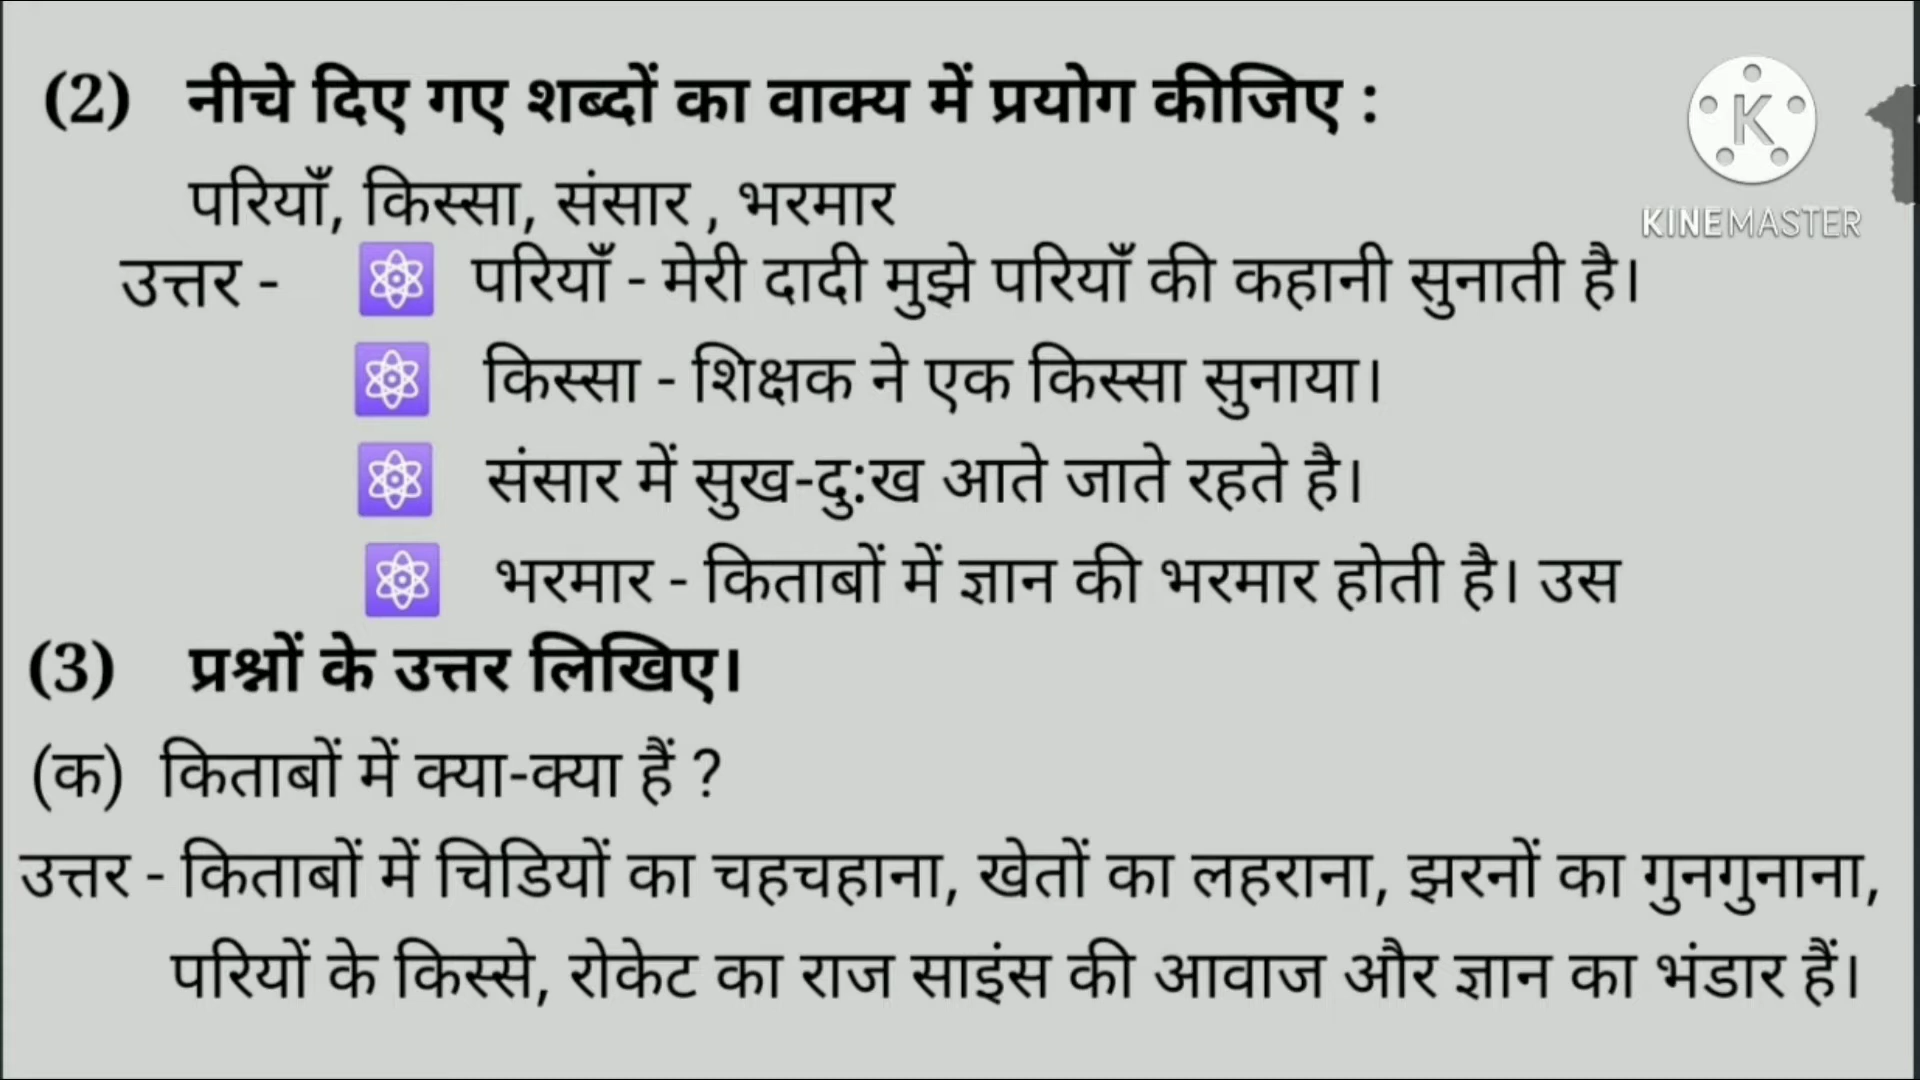 (2) नीचे दिए गए शब्दों का वाक्य में प्रयोग कीजिए :
परियाँ, किस्सा, संसार , भरमार
उत्तर - परियाँ - मेरी दादी मुझे परियाँ की कहानी सुनाती है।
किस्सा - शिक्षक ने एक किस्सा सुनाया।
संसार में सुख-दु:ख आते जाते रहते है।
भरमार - किताबों में ज्ञान की भरमार होती है। उस
(3) प्रश्नों के उत्तर लिखिए।
(क) किताबों में क्या-क्या हैं ?
उत्तर - किताबों में चिडियों का चहचहाना, खेतों का लहराना, झरनों का गुनगुनाना,
परियों के किस्से, रोकेट का राज साइंस की आवाज और ज्ञान का भंडार हैं।
K
KINEMASTER